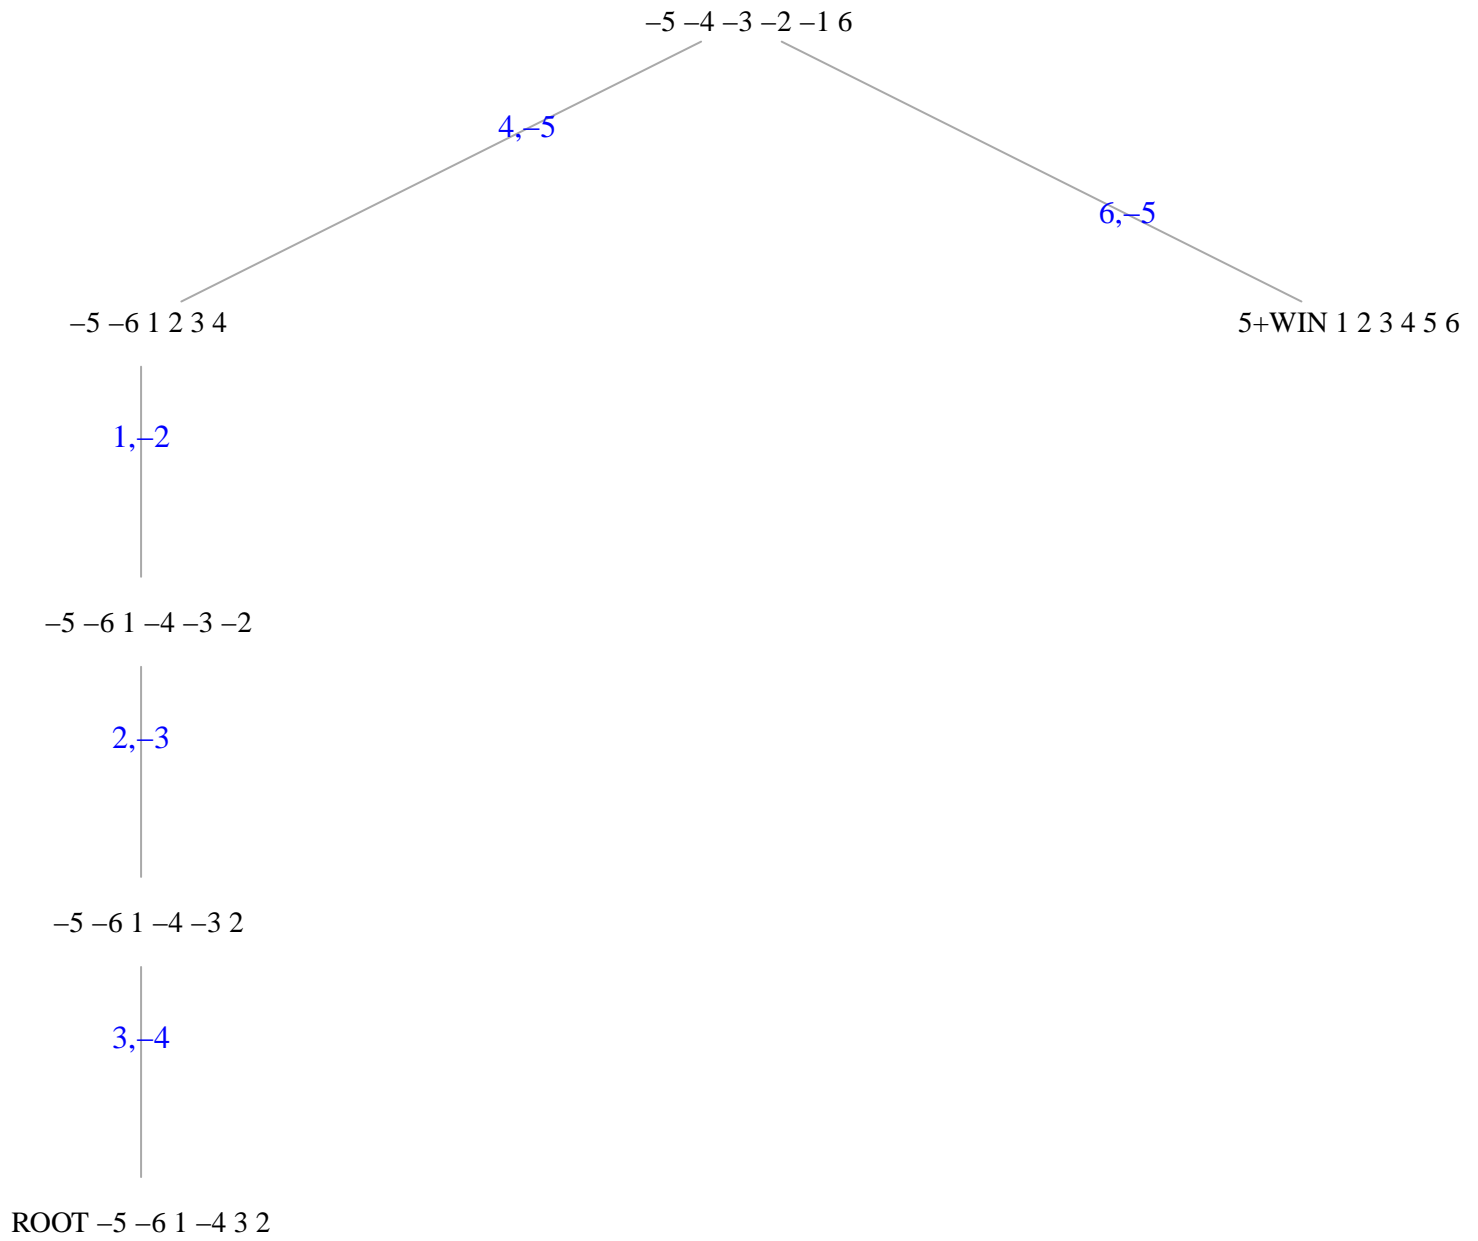 –5 –4 –3 –2 –1 6
4,–5
6,–5
–5 –6 1 2 3 4
5+WIN 1 2 3 4 5 6
1,–2
–5 –6 1 –4 –3 –2
2,–3
–5 –6 1 –4 –3 2
3,–4
ROOT –5 –6 1 –4 3 2